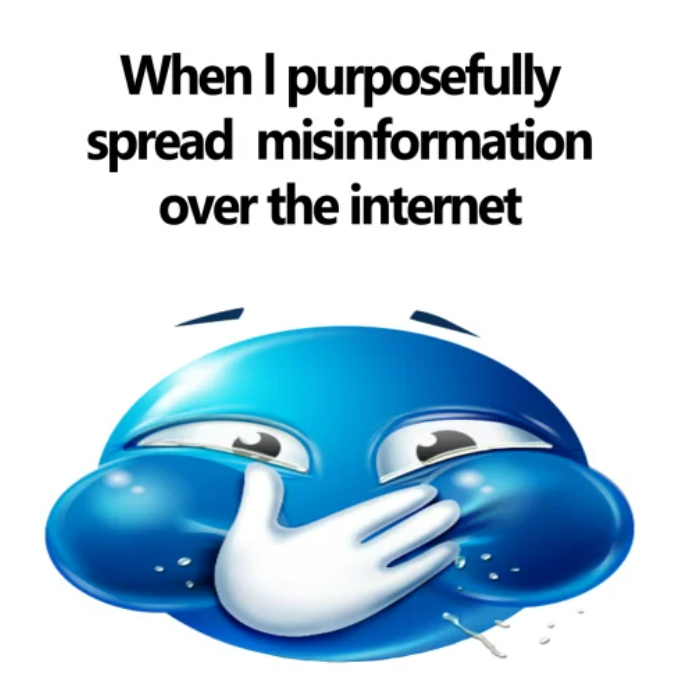 When I purposefully
spread  misinformation
over the internet